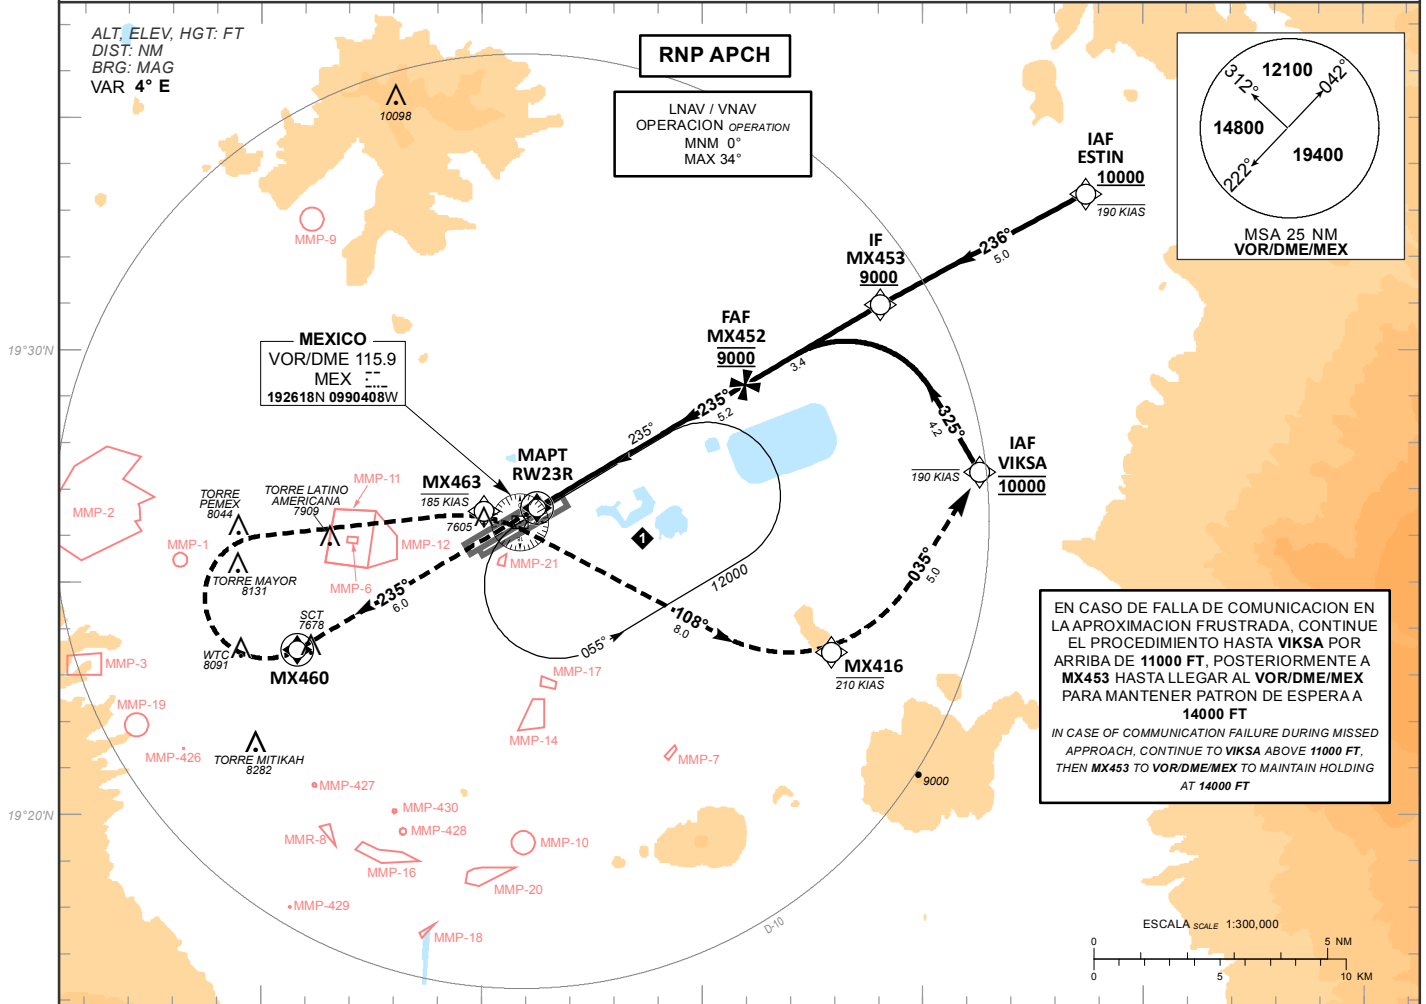 ALT, ELEV, HGT: FT
DIST: NM
BRG: MAG
VAR 4° E
RNP APCH
LNAV / VNAV
OPERACION OPERATION
MNM 0°
MAX 34°
312°
12100
042°
14800
19400
222°
MSA 25 NM
VOR/DME/MEX
10098
MMP-9
IAF
ESTIN
10000
190 KIAS
236°
5.0
IF
MX453
9000
FAF
MX452
9000
3.4
19°30'N
MEXICO
VOR/DME 115.9
MEX
192618N 0990408W
235°
5.2
235°
325°
4.2
IAF
VIKSA
10000
190 KIAS
MAPT
RW23R
MX463
185 KIAS
7605
MMP-2
MMP-11
TORRE
PEMEX
8044
TORRE LATINO
AMERICANA
7909
MMP-1
MMP-12
MMP-6
TORRE MAYOR
8131
MMP-21
1
12000
055°
035°
5.0
235°
6.0
108°
8.0
SCT
7678
WTC
8091
MX460
MX416
210 KIAS
MMP-3
MMP-17
MMP-19
MMP-14
MMP-426
TORRE MITIKAH
8282
MMP-7
9000
MMP-427
MMP-430
MMP-428
MMR-8
MMP-10
MMP-16
MMP-20
MMP-429
MMP-18
19°20'N
D-10
EN CASO DE FALLA DE COMUNICACION EN
LA APROXIMACION FRUSTRADA, CONTINUE
EL PROCEDIMIENTO HASTA VIKSA POR
ARRIBA DE 11000 FT, POSTERIORMENTE A
MX453 HASTA LLEGAR AL VOR/DME/MEX
PARA MANTENER PATRON DE ESPERA A
14000 FT
IN CASE OF COMMUNICATION FAILURE DURING MISSED
APPROACH, CONTINUE TO VIKSA ABOVE 11000 FT,
THEN MX453 TO VOR/DME/MEX TO MAINTAIN HOLDING
AT 14000 FT
ESCALA SCALE 1:300,000
0 5 NM
0 5 10 KM